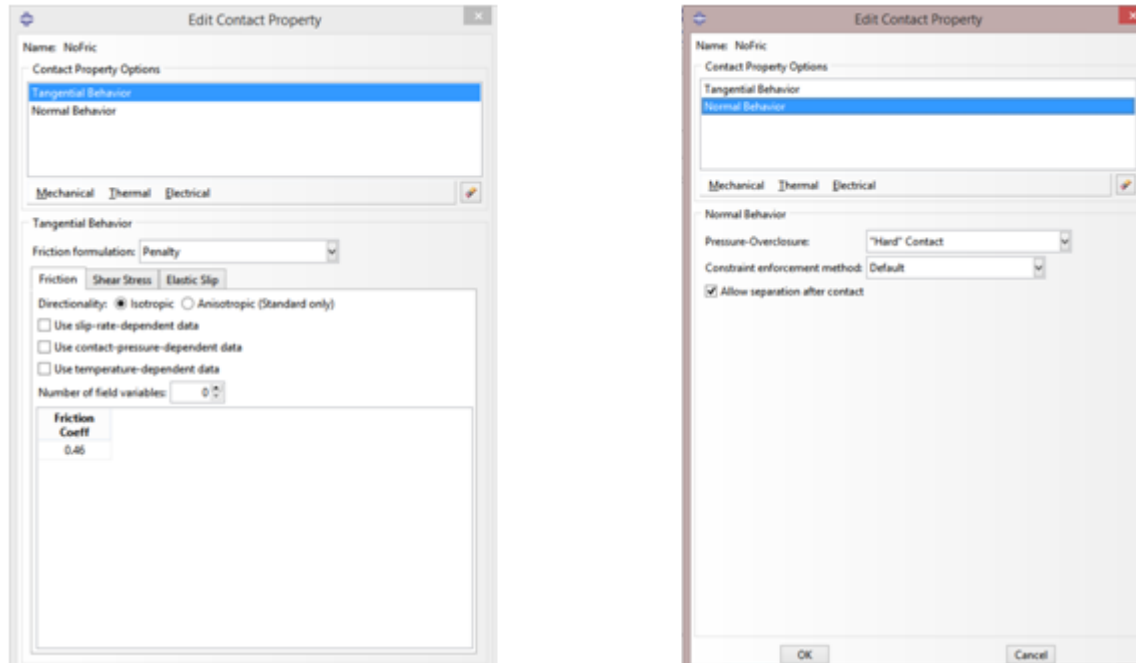 Edit Contact Property
Name: NoFric
Contact Property Options
Tangential Behavior
Normal Behavior
Mechanical Thermal Electrical
Tangential Behavior
Friction formulation: Penalty
Friction Shear Stress Elastic Slip
Directionality: Isotropic Anisotropic (Standard only)
Use slip-rate-dependent data
Use contact-pressure-dependent data
Use temperature-dependent data
Number of field variables: 0
Friction
Coeff
0.46
Edit Contact Property
Name: NoFric
Contact Property Options
Tangential Behavior
Normal Behavior
Mechanical Thermal Electrical
Normal Behavior
Pressure-Overclosure: "Hard" Contact
Constraint enforcement method: Default
Allow separation after contact
OK Cancel